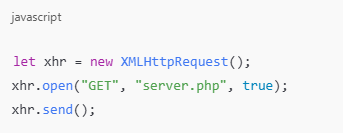 javascript
let xhr = new XMLHttpRequest();
xhr.open("GET", "server.php", true);
xhr.send();